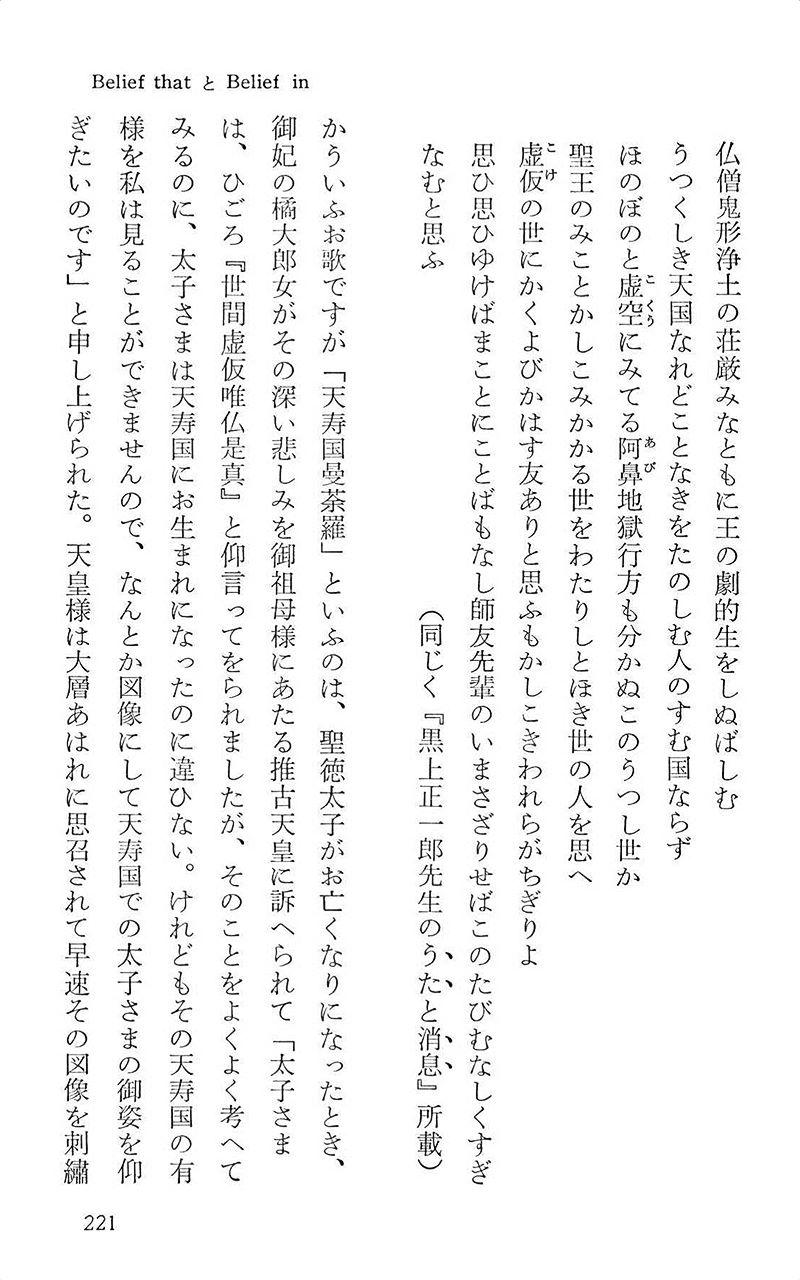 Belief that と Belief in
仏僧鬼形浄土の荘厳みなともに王の劇的生をしぬばしむ
うつくしき天国なれどことなきをたのしむ人のすむ国ならず
ほのぼのと虚空にみてる阿鼻地獄行方も分かぬこのうつし世か
聖王のみことかしこみかかる世をわたりしとほき世の人を思へ
虚仮の世にかくよびかはす友ありと思ふもかしこきわれらがちぎりよ
思ひ思ひゆけばまことにことばもなし師友先輩のいまさざりせばこのたびむなしくすぎ
なむと思ふ
（同じく『黒上正一郎先生のうたと消息』所載）
かういふお歌ですが「天寿国曼荼羅」といふのは、聖徳太子がお亡くなりになったとき、
御妃の橘大郎女がその深い悲しみを御祖母様にあたる推古天皇に訴へられて「太子さま
は、ひごろ『世間虚仮唯仏是真』と仰言ってをられましたが、そのことをよくよく考へて
みるのに、太子さまは天寿国にお生まれになったのに違ひない。けれどもその天寿国の有
様を私は見ることができませんので、なんとか図像にして天寿国での太子さまの御姿を仰
ぎたいのです」と申し上げられた。天皇様は大層あはれに思召されて早速その図像を刺繡
221